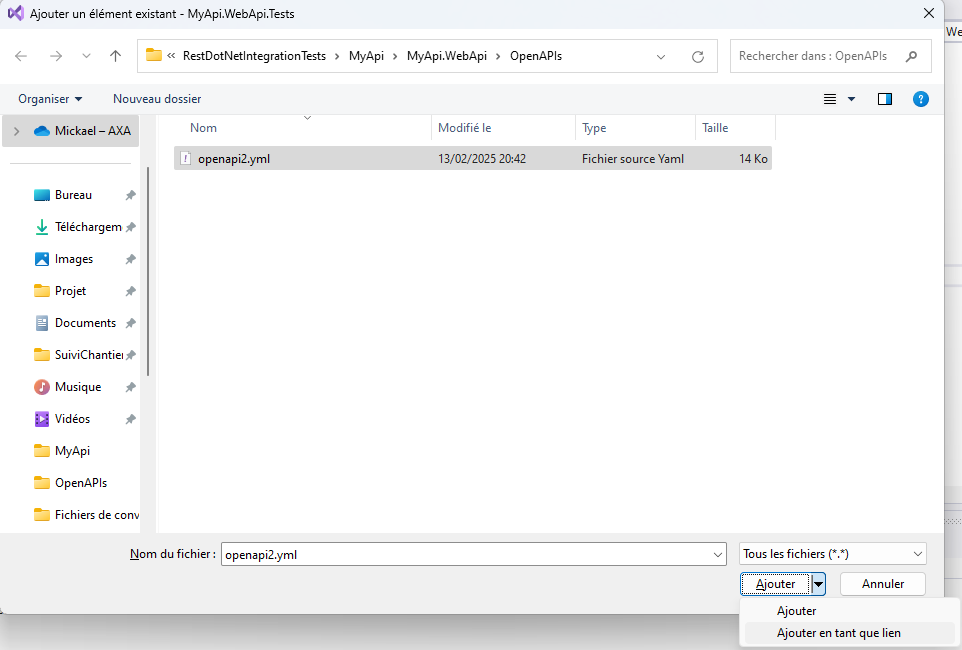 Ajouter un élément existant - MyApi.WebApi.Tests
« RestDotNetIntegrationTests > MyApi > MyApi.WebApi > OpenAPIs
Rechercher dans : OpenAPIs
We
Organiser
Nouveau dossier
?
Mickael – AXA
Nom Modifié le Type Taille
openapi2.yml 13/02/2025 20:42 Fichier source Yaml 14 Ko
Bureau
Téléchargem
Images
Projet
Documents
SuiviChantier
Musique
Vidéos
MyApi
OpenAPIs
Fichiers de conv
Nom du fichier : openapi2.yml
Tous les fichiers (*.*)
Ajouter
Annuler
Ajouter
Ajouter en tant que lien